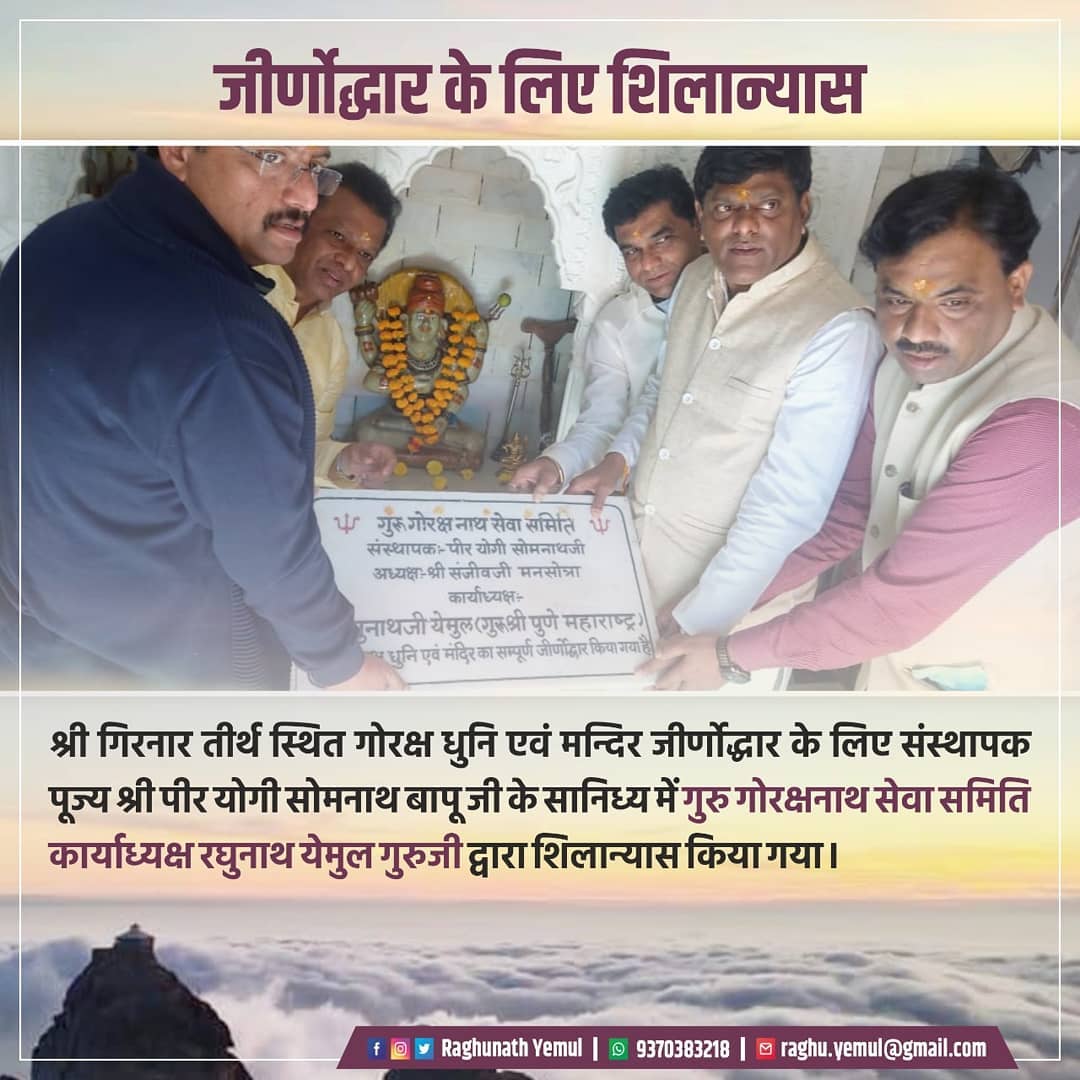 जीर्णोद्धार के लिए शिलान्यास
गुरु गोरक्ष नाथ सेवा समिति
संस्थापक:-पीर योगी सोमनाथजी
अध्यक्ष:-श्री संजीवजी मनसोत्रा
कार्याध्यक्ष:-
येमुल(गुरुश्री पुणे महाराष्ट्र)
धुनि एवं मंदिर का सम्पूर्ण जीर्णोद्धार किया गया है
श्री गिरनार तीर्थ स्थित गोरक्ष धुनि एवं मन्दिर जीर्णोद्धार के लिए संस्थापक
पूज्य श्री पीर योगी सोमनाथ बापू जी के सानिध्य में गुरु गोरक्षनाथ सेवा समिति
कार्याध्यक्ष रघुनाथ येमुल गुरुजी द्वारा शिलान्यास किया गया।
Raghunath Yemul | 9370383218 | raghu.yemul@gmail.com